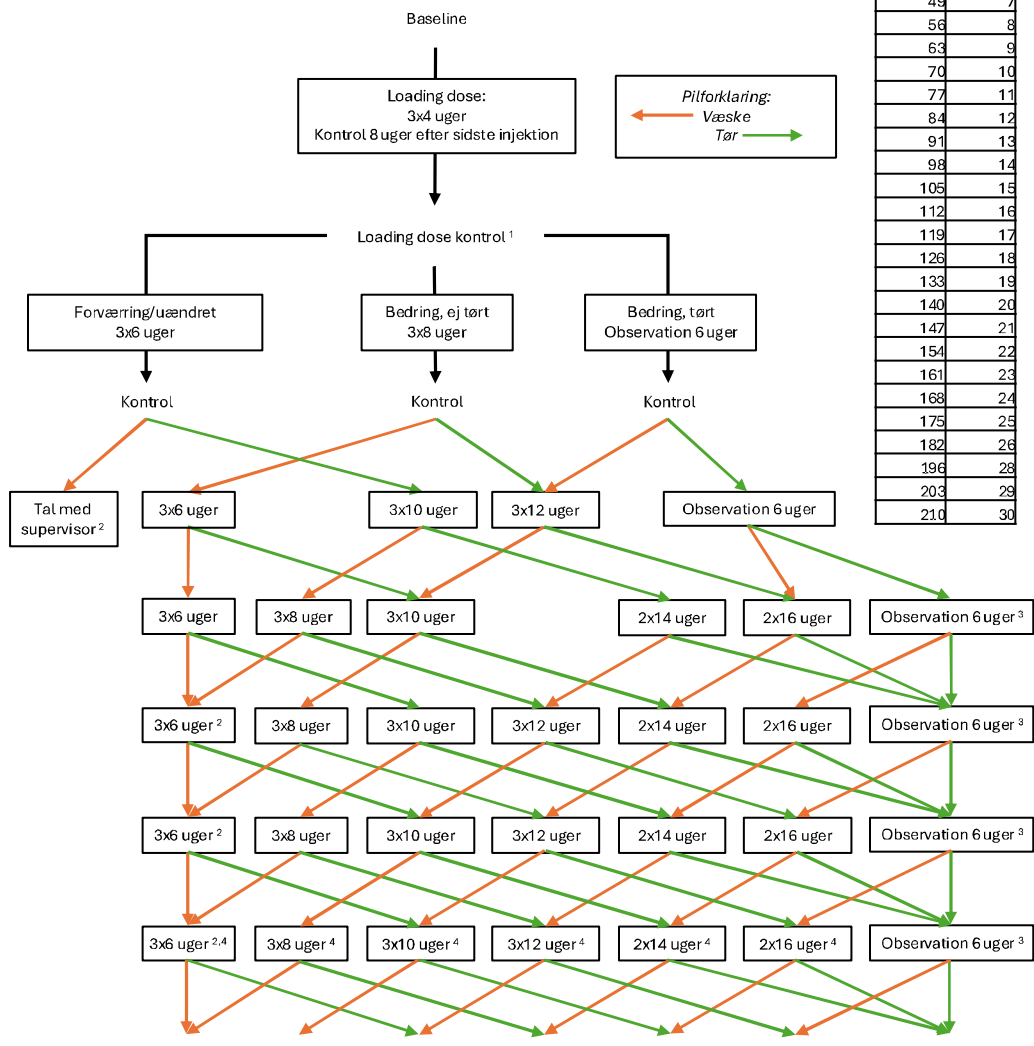 Baseline
Loading dose:
3x4 uger
Kontrol 8 uger efter sidste injektion
Pilforklaring:
Væske
Tør
Loading dose kontrol 1
Forværring/uændret
3x6 uger
Bedring, ej tørt
3x8 uger
Bedring, tørt
Observation 6 uger
Kontrol
Kontrol
Kontrol
Tal med
supervisor 2
3x6 uger
3x10 uger
3x12 uger
Observation 6 uger
3x6 uger
3x8 uger
3x10 uger
2x14 uger
2x16 uger
Observation 6 uger 3
3x6 uger 2
3x8 uger
3x10 uger
3x12 uger
2x14 uger
2x16 uger
Observation 6 uger 3
3x6 uger 2
3x8 uger
3x10 uger
3x12 uger
2x14 uger
2x16 uger
Observation 6 uger 3
3x6 uger 2,4
3x8 uger 4
3x10 uger 4
3x12 uger 4
2x14 uger 4
2x16 uger 4
Observation 6 uger 3
49 7
56 8
63 9
70 10
77 11
84 12
91 13
98 14
105 15
112 16
119 17
126 18
133 19
140 20
147 21
154 22
161 23
168 24
175 25
182 26
196 28
203 29
210 30